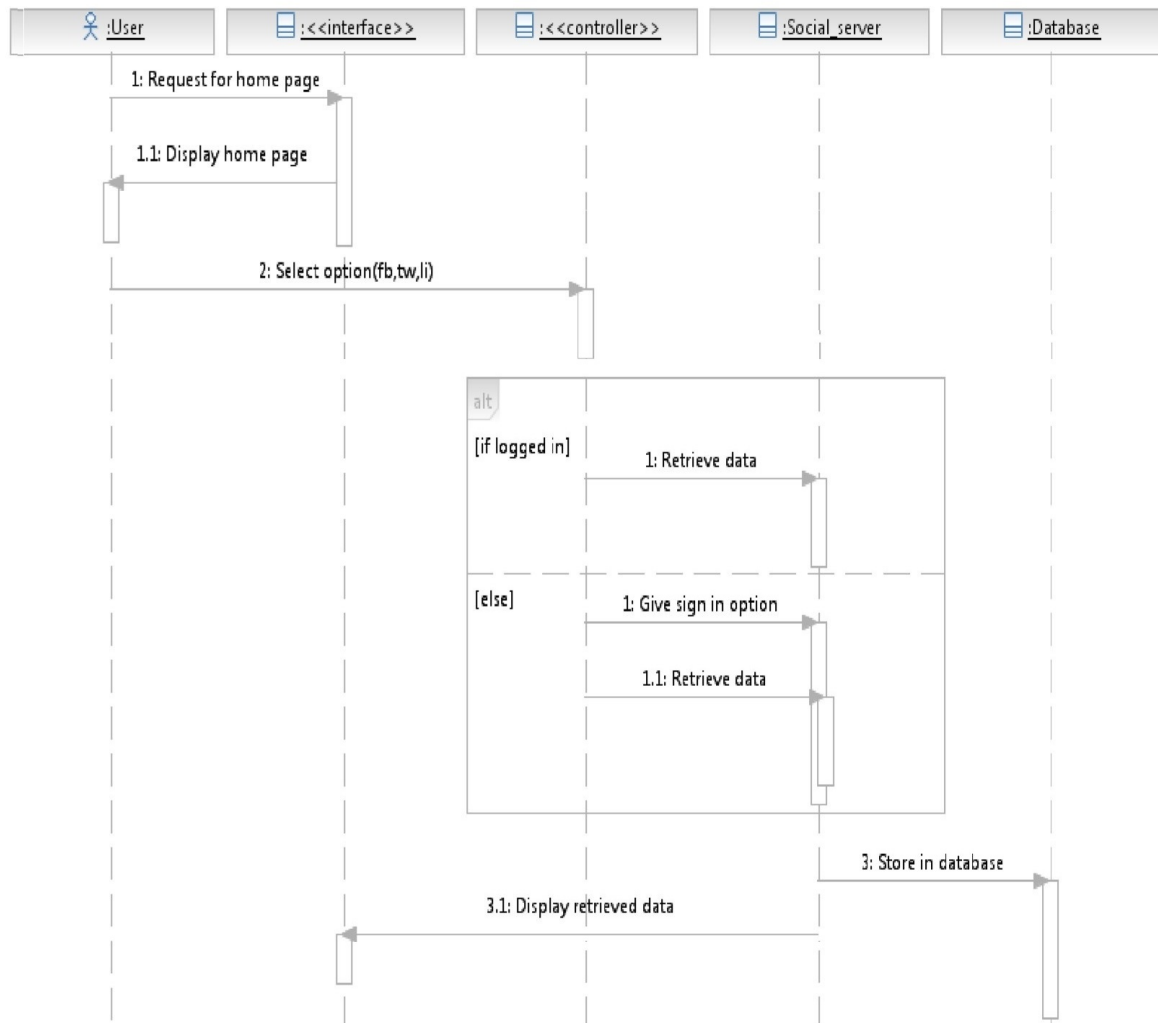 :User
:<<interface>>
:<<controller>>
:Social_server
:Database
1: Request for home page
1.1: Display home page
2: Select option(fb,tw,li)
alt
[if logged in]
1: Retrieve data
[else]
1: Give sign in option
1.1: Retrieve data
3: Store in database
3.1: Display retrieved data